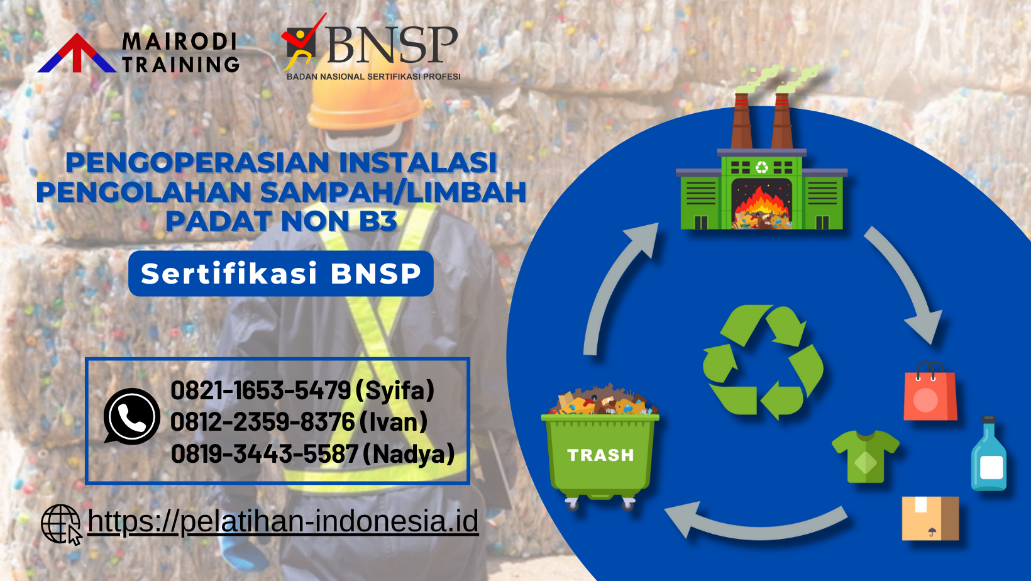 MAIRODI
TRAINING
BNSP
BADAN NASIONAL SERTIFIKASI PROFESI
PENGOPERASIAN INSTALASI
PENGOLAHAN SAMPAH/LIMBAH
PADAT NON B3
Sertifikasi BNSP
0821-1653-5479 (Syifa)
0812-2359-8376 (Ivan)
0819-3443-5587 (Nadya)
https://pelatihan-indonesia.id
TRASH